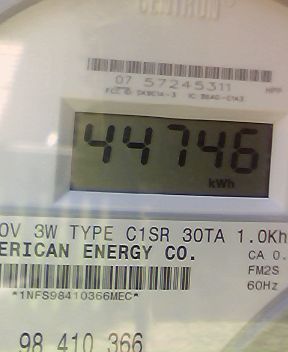 CENTRON
07 57245311
44746
kWh
0V 3W TYPE C1SR 30TA 1.0Kh
ERICAN ENERGY CO.
CA 0.
FM2S
60Hz
*1NFS98410366MEC*
98 410 366